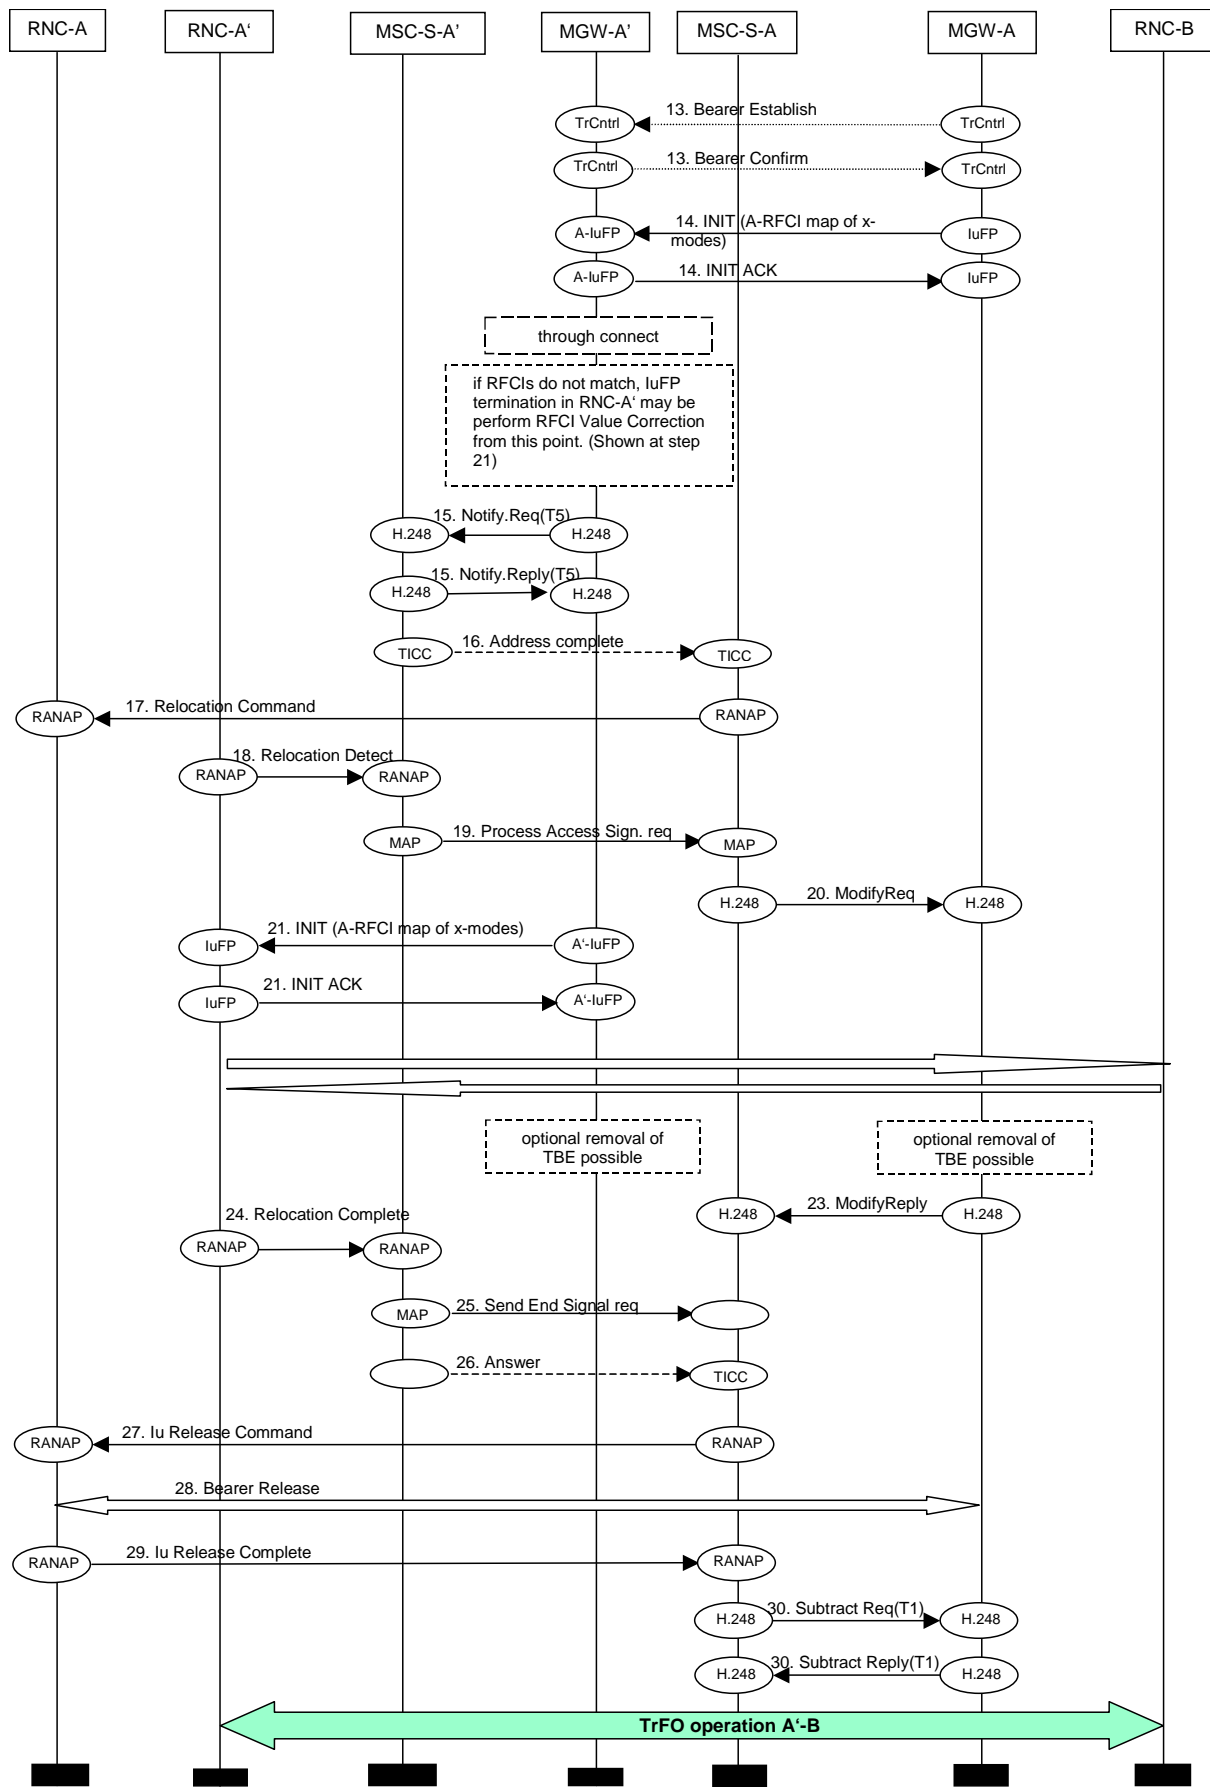 RNC-A RNC-A‘ MSC-S-A’ MGW-A’ MSC-S-A MGW-A RNC-B
13. Bearer Establish
TrCntrl TrCntrl
13. Bearer Confirm
TrCntrl TrCntrl
14. INIT (A-RFCI map of x-
modes)
A-IuFP IuFP
14. INIT ACK
A-IuFP IuFP
through connect
if RFCIs do not match, IuFP
termination in RNC-A‘ may be
perform RFCI Value Correction
from this point. (Shown at step
21)
15. Notify.Req(T5)
H.248 H.248
15. Notify.Reply(T5)
H.248 H.248
16. Address complete
TICC TICC
17. Relocation Command
RANAP RANAP
18. Relocation Detect
RANAP RANAP
19. Process Access Sign. req
MAP MAP
20. ModifyReq
H.248 H.248
21. INIT (A-RFCI map of x-modes)
IuFP A‘-IuFP
21. INIT ACK
IuFP A‘-IuFP
optional removal of
TBE possible
optional removal of
TBE possible
23. ModifyReply
H.248 H.248
24. Relocation Complete
RANAP RANAP
25. Send End Signal req
MAP
26. Answer
TICC
27. Iu Release Command
RANAP RANAP
28. Bearer Release
29. Iu Release Complete
RANAP RANAP
30. Subtract Req(T1)
H.248 H.248
30. Subtract Reply(T1)
H.248 H.248
TrFO operation A‘-B